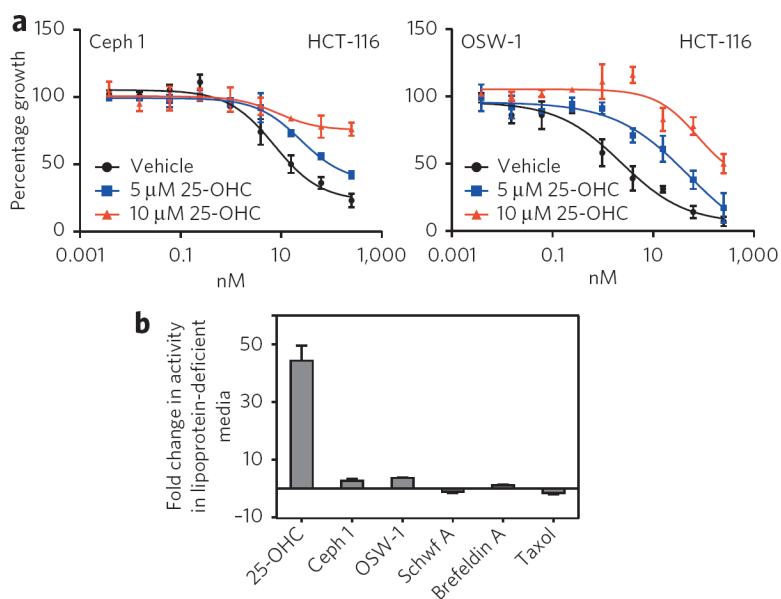 a
Ceph 1
HCT-116
Percentage growth
150
100
50
0
Vehicle
5 µM 25-OHC
10 µM 25-OHC
0.001
0.1
10
1,000
nM
OSW-1
HCT-116
150
100
50
0
Vehicle
5 µM 25-OHC
10 µM 25-OHC
0.001
0.1
10
1,000
nM
b
Fold change in activity
in lipoprotein-deficient
media
50
30
10
–10
25-OHC
Ceph 1
OSW-1
Schwf A
Brefeldin A
Taxol